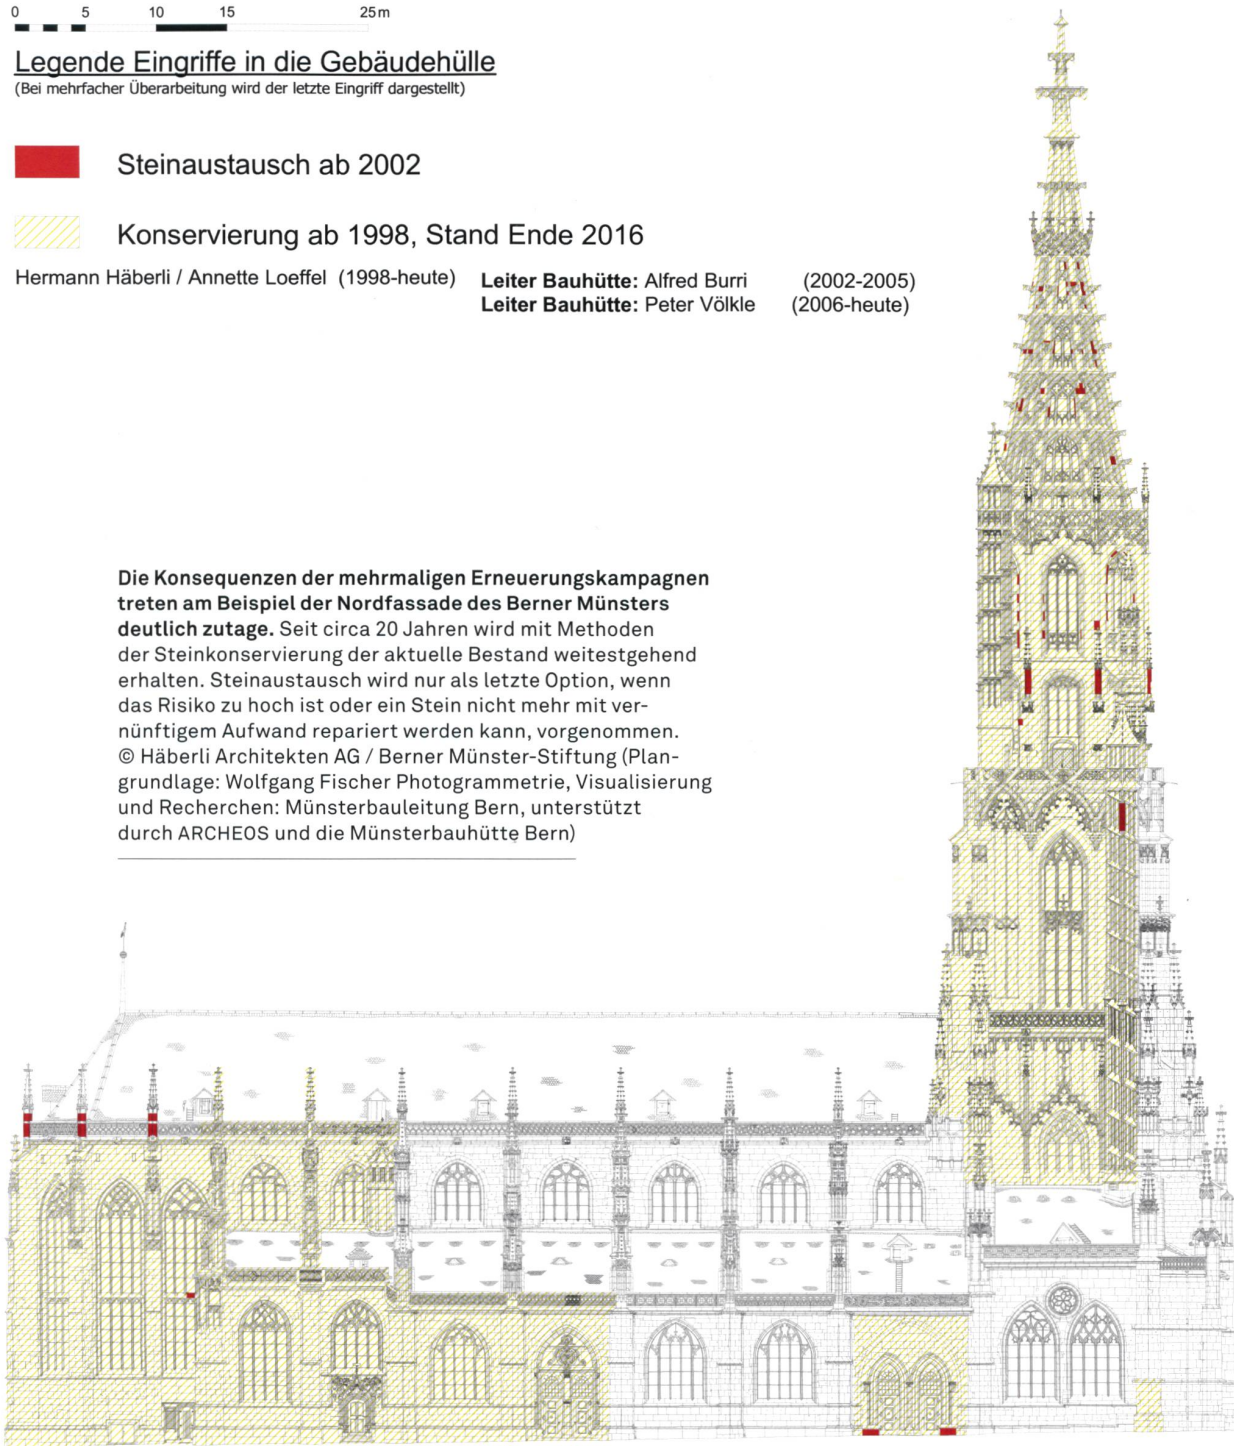 0 5 10 15 25m
Legende Eingriffe in die Gebäudehülle
(Bei mehrfacher Überarbeitung wird der letzte Eingriff dargestellt)
Steinaustausch ab 2002
Konservierung ab 1998, Stand Ende 2016
Hermann Häberli / Annette Loeffel (1998-heute) Leiter Bauhütte: Alfred Burri (2002-2005)
Leiter Bauhütte: Peter Völkle (2006-heute)
Die Konsequenzen der mehrmaligen Erneuerungskampagnen
treten am Beispiel der Nordfassade des Berner Münsters
deutlich zutage. Seit circa 20 Jahren wird mit Methoden
der Steinkonservierung der aktuelle Bestand weitestgehend
erhalten. Steinaustausch wird nur als letzte Option, wenn
das Risiko zu hoch ist oder ein Stein nicht mehr mit ver-
nünftigem Aufwand repariert werden kann, vorgenommen.
© Häberli Architekten AG / Berner Münster-Stiftung (Plan-
grundlage: Wolfgang Fischer Photogrammetrie, Visualisierung
und Recherchen: Münsterbauleitung Bern, unterstützt
durch ARCHEOS und die Münsterbauhütte Bern)